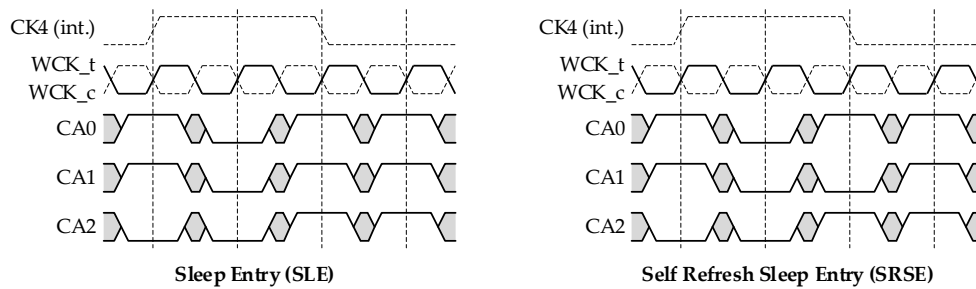 CK4 (int.)
WCK_t
WCK_c
CA0
CA1
CA2
Sleep Entry (SLE)
CK4 (int.)
WCK_t
WCK_c
CA0
CA1
CA2
Self Refresh Sleep Entry (SRSE)